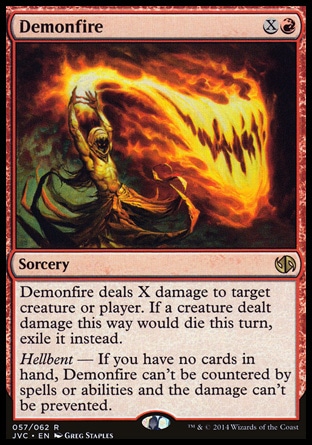 Demonfire X
Sorcery
Demonfire deals X damage to target
creature or player. If a creature dealt
damage this way would die this turn,
exile it instead.
Hellbent — If you have no cards in
hand, Demonfire can't be countered by
spells or abilities and the damage can't
be prevented.
057/062 R
JVC • EN Greg Staples
™ & © 2014 Wizards of the Coast